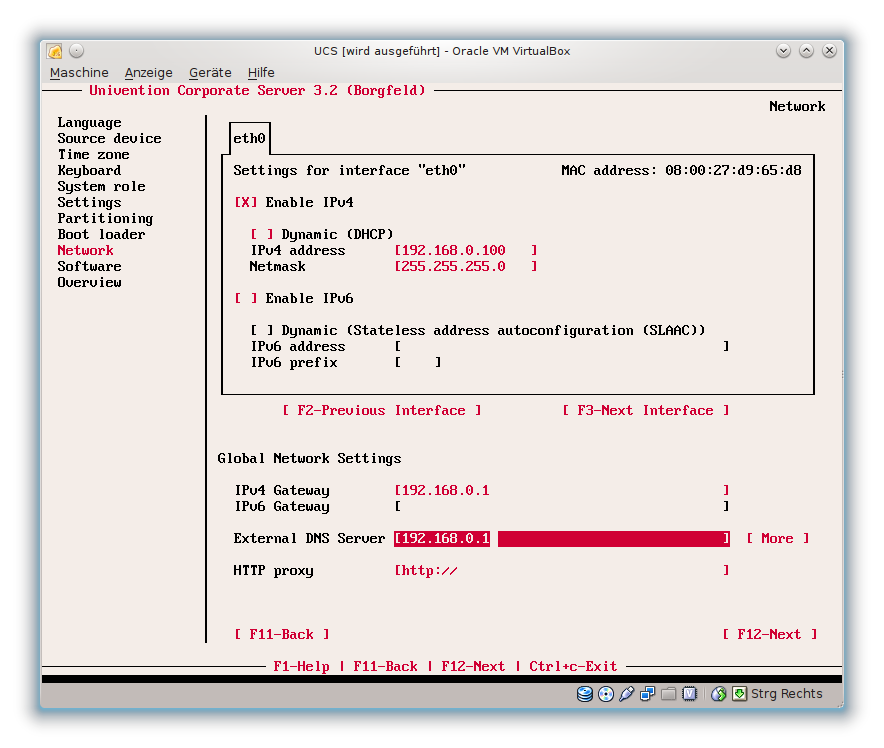 UCS [wird ausgeführt] - Oracle VM VirtualBox
Maschine Anzeige Geräte Hilfe
Univention Corporate Server 3.2 (Borgfeld)
Network
Language
Source device
Time zone
Keyboard
System role
Settings
Partitioning
Boot loader
Network
Software
Overview
eth0
Settings for interface "eth0" MAC address: 08:00:27:d9:65:d8
[X] Enable IPv4
[ ] Dynamic (DHCP)
IPv4 address [192.168.0.100 ]
Netmask [255.255.255.0 ]
[ ] Enable IPv6
[ ] Dynamic (Stateless address autoconfiguration (SLAAC))
IPv6 address [ ]
IPv6 prefix [ ]
[ F2-Previous Interface ] [ F3-Next Interface ]
Global Network Settings
IPv4 Gateway [192.168.0.1 ]
IPv6 Gateway [ ]
External DNS Server [192.168.0.1 ] [ More ]
HTTP proxy [http:// ]
[ F11-Back ] [ F12-Next ]
F1-Help | F11-Back | F12-Next | Ctrl+c-Exit
Strg Rechts